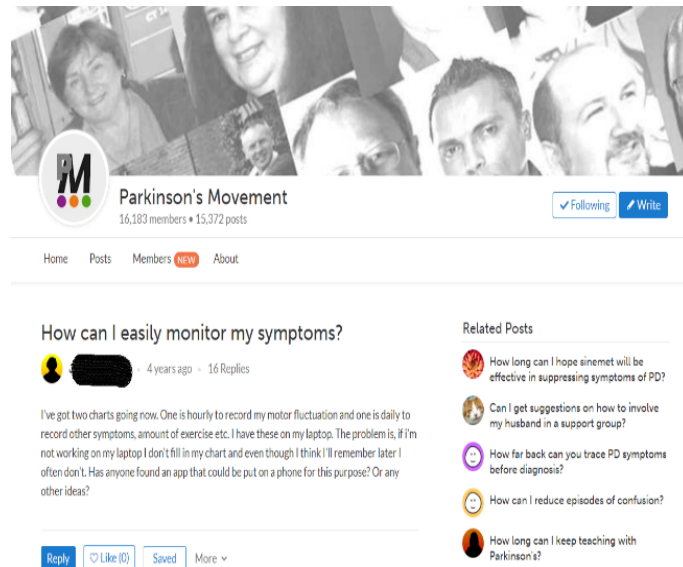 PM
Parkinson's Movement
16,183 members • 15,372 posts
Following
Write
Home Posts Members NEW About
How can I easily monitor my symptoms?
4 years ago • 16 Replies
I've got two charts going now. One is hourly to record my motor fluctuation and one is daily to
record other symptoms, amount of exercise etc. I have these on my laptop. The problem is, if i'm
not working on my laptop I don't fill in my chart and even though I think I'll remember later I
often don't. Has anyone found an app that could be put on a phone for this purpose? Or any
other ideas?
Reply Like (0) Saved More
Related Posts
How long can I hope sinemet will be
effective in suppressing symptoms of PD?
Can I get suggestions on how to involve
my husband in a support group?
How far back can you trace PD symptoms
before diagnosis?
How can I reduce episodes of confusion?
How long can I keep teaching with
Parkinson's?